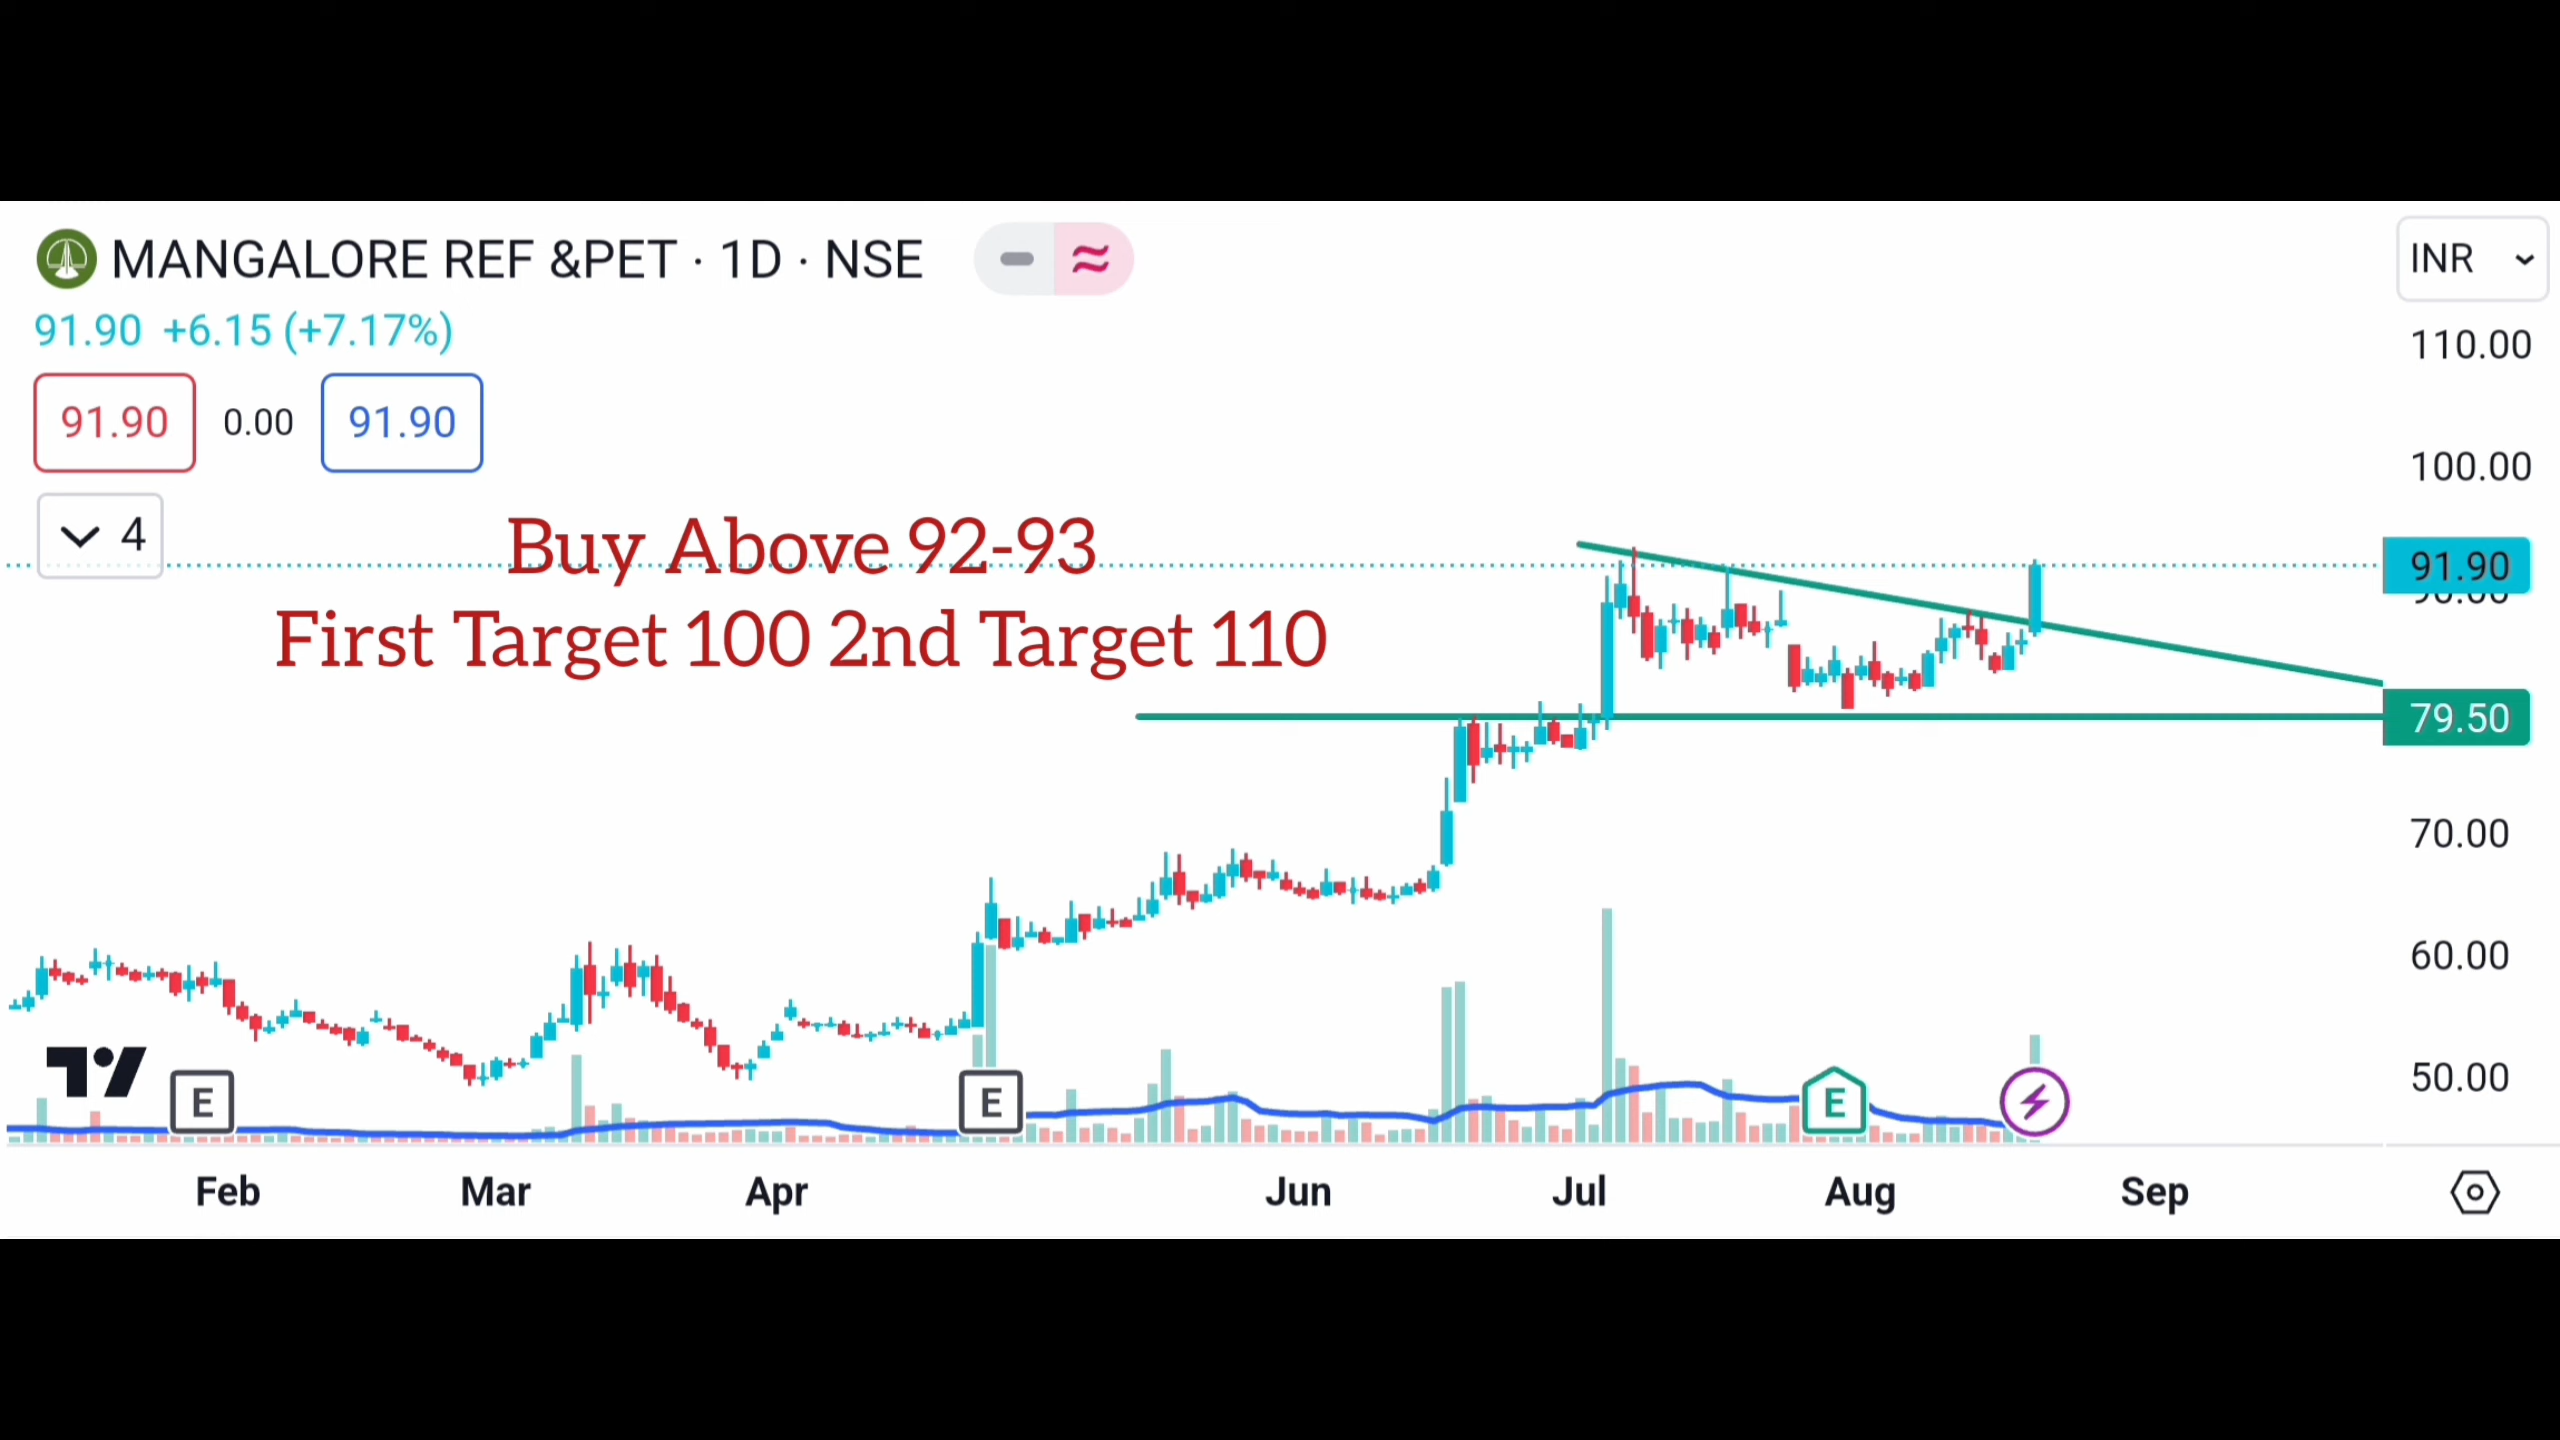 MANGALORE REF &PET · 1D · NSE
INR
91.90 +6.15 (+7.17%)
110.00
91.90 0.00 91.90
100.00
4
Buy Above 92-93
91.90
90.00
First Target 100 2nd Target 110
79.50
70.00
60.00
50.00
E E E
Feb Mar Apr Jun Jul Aug Sep